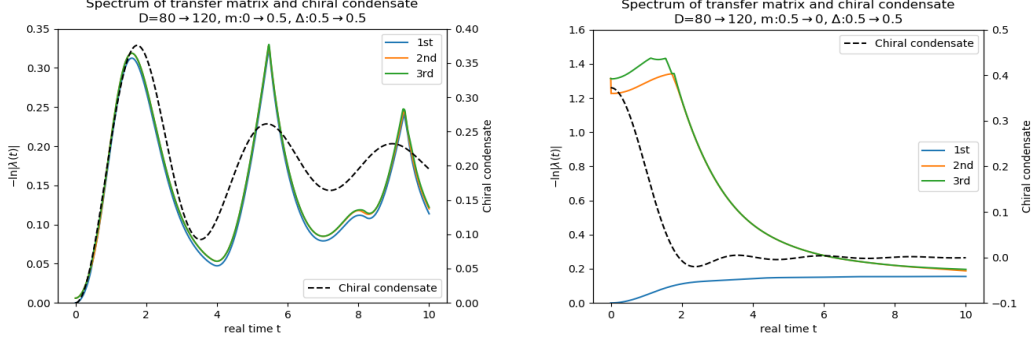 Spectrum of transfer matrix and chiral condensate
D=80→120, m:0→0.5, Δ:0.5→0.5
0.35
0.30
0.25
0.20
0.15
0.10
0.05
0.00
−ln|λ(t)|
0.40
0.35
0.30
0.25
0.20
0.15
0.10
0.05
0.00
Chiral condensate
1st
2nd
3rd
Chiral condensate
0
2
4
6
8
10
real time t
Spectrum of transfer matrix and chiral condensate
D=80→120, m:0.5→0, Δ:0.5→0.5
1.6
1.4
1.2
1.0
0.8
0.6
0.4
0.2
0.0
−ln|λ(t)|
0.5
0.4
0.3
0.2
0.1
0.0
−0.1
Chiral condensate
Chiral condensate
1st
2nd
3rd
0
2
4
6
8
10
real time t